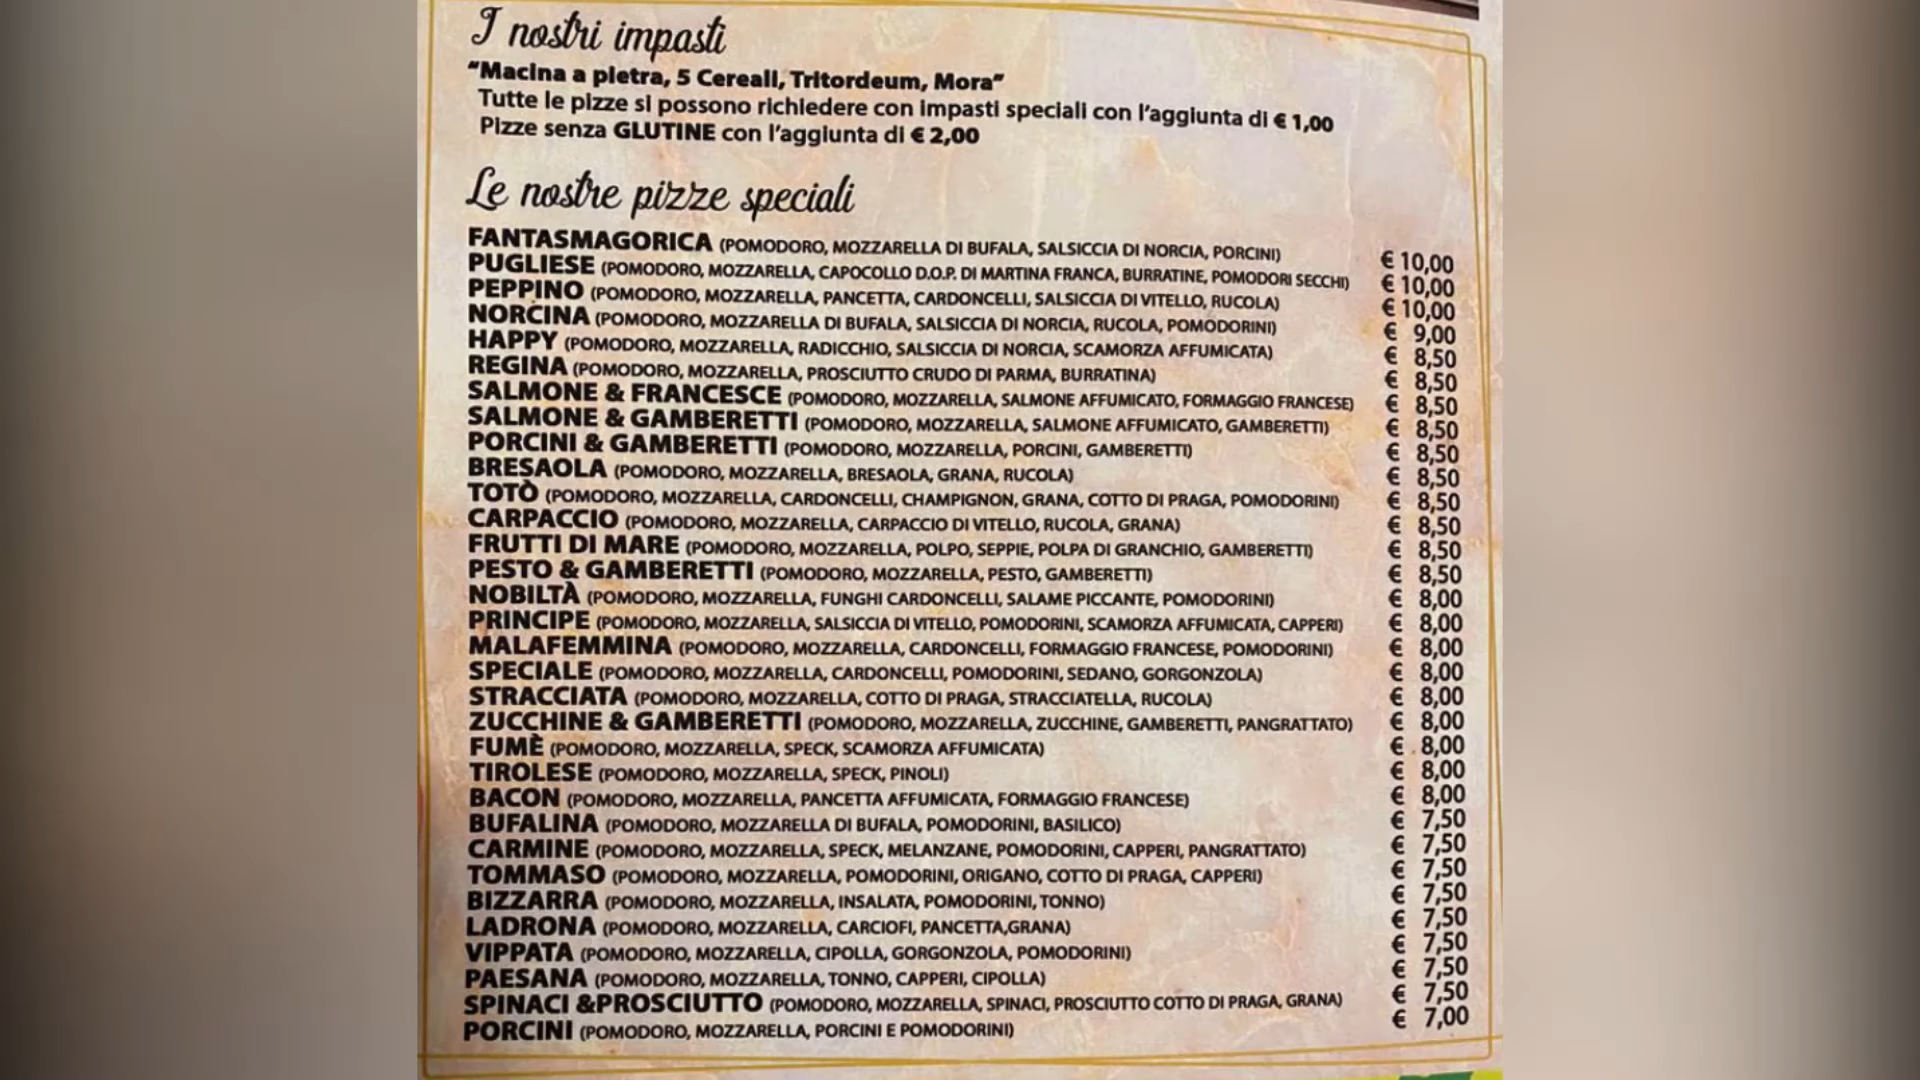 I nostri impasti
"Macina a pietra, 5 Cereali, Tritordeum, Mora"
Tutte le pizze si possono richiedere con impasti speciali con l'aggiunta di € 1,00
Pizze senza GLUTINE con l'aggiunta di € 2,00
Le nostre pizze speciali
FANTASMAGORICA (POMODORO, MOZZARELLA DI BUFALA, SALSICCIA DI NORCIA, PORCINI) € 10,00
PUGLIESE (POMODORO, MOZZARELLA, CAPOCOLLO D.O.P. DI MARTINA FRANCA, BURRATINE, POMODORI SECCHI) € 10,00
PEPPINO (POMODORO, MOZZARELLA, PANCETTA, CARDONCELLI, SALSICCIA DI VITELLO, RUCOLA) € 10,00
NORCINA (POMODORO, MOZZARELLA DI BUFALA, SALSICCIA DI NORCIA, RUCOLA, POMODORINI) € 9,00
HAPPY (POMODORO, MOZZARELLA, RADICCHIO, SALSICCIA DI NORCIA, SCAMORZA AFFUMICATA) € 8,50
REGINA (POMODORO, MOZZARELLA, PROSCIUTTO CRUDO DI PARMA, BURRATINA) € 8,50
SALMONE & FRANCESCE (POMODORO, MOZZARELLA, SALMONE AFFUMICATO, FORMAGGIO FRANCESE) € 8,50
SALMONE & GAMBERETTI (POMODORO, MOZZARELLA, SALMONE AFFUMICATO, GAMBERETTI) € 8,50
PORCINI & GAMBERETTI (POMODORO, MOZZARELLA, PORCINI, GAMBERETTI) € 8,50
BRESAOLA (POMODORO, MOZZARELLA, BRESAOLA, GRANA, RUCOLA) € 8,50
TOTÒ (POMODORO, MOZZARELLA, CARDONCELLI, CHAMPIGNON, GRANA, COTTO DI PRAGA, POMODORINI) € 8,50
CARPACCIO (POMODORO, MOZZARELLA, CARPACCIO DI VITELLO, RUCOLA, GRANA) € 8,50
FRUTTI DI MARE (POMODORO, MOZZARELLA, POLPO, SEPPIE, POLPA DI GRANCHIO, GAMBERETTI) € 8,50
PESTO & GAMBERETTI (POMODORO, MOZZARELLA, PESTO, GAMBERETTI) € 8,50
NOBILTÀ (POMODORO, MOZZARELLA, FUNGHI CARDONCELLI, SALAME PICCANTE, POMODORINI) € 8,00
PRINCIPE (POMODORO, MOZZARELLA, SALSICCIA DI VITELLO, POMODORINI, SCAMORZA AFFUMICATA, CAPPERI) € 8,00
MALAFEMMINA (POMODORO, MOZZARELLA, CARDONCELLI, FORMAGGIO FRANCESE, POMODORINI) € 8,00
SPECIALE (POMODORO, MOZZARELLA, CARDONCELLI, POMODORINI, SEDANO, GORGONZOLA) € 8,00
STRACCIATA (POMODORO, MOZZARELLA, COTTO DI PRAGA, STRACCIATELLA, RUCOLA) € 8,00
ZUCCHINE & GAMBERETTI (POMODORO, MOZZARELLA, ZUCCHINE, GAMBERETTI, PANGRATTATO) € 8,00
FUMÈ (POMODORO, MOZZARELLA, SPECK, SCAMORZA AFFUMICATA) € 8,00
TIROLESE (POMODORO, MOZZARELLA, SPECK, PINOLI) € 8,00
BACON (POMODORO, MOZZARELLA, PANCETTA AFFUMICATA, FORMAGGIO FRANCESE) € 8,00
BUFALINA (POMODORO, MOZZARELLA DI BUFALA, POMODORINI, BASILICO) € 7,50
CARMINE (POMODORO, MOZZARELLA, SPECK, MELANZANE, POMODORINI, CAPPERI, PANGRATTATO) € 7,50
TOMMASO (POMODORO, MOZZARELLA, POMODORINI, ORIGANO, COTTO DI PRAGA, CAPPERI) € 7,50
BIZZARRA (POMODORO, MOZZARELLA, INSALATA, POMODORINI, TONNO) € 7,50
LADRONA (POMODORO, MOZZARELLA, CARCIOFI, PANCETTA,GRANA) € 7,50
VIPPATA (POMODORO, MOZZARELLA, CIPOLLA, GORGONZOLA, POMODORINI) € 7,50
PAESANA (POMODORO, MOZZARELLA, TONNO, CAPPERI, CIPOLLA) € 7,50
SPINACI &PROSCIUTTO (POMODORO, MOZZARELLA, SPINACI, PROSCIUTTO COTTO DI PRAGA, GRANA) € 7,50
PORCINI (POMODORO, MOZZARELLA, PORCINI E POMODORINI) € 7,00